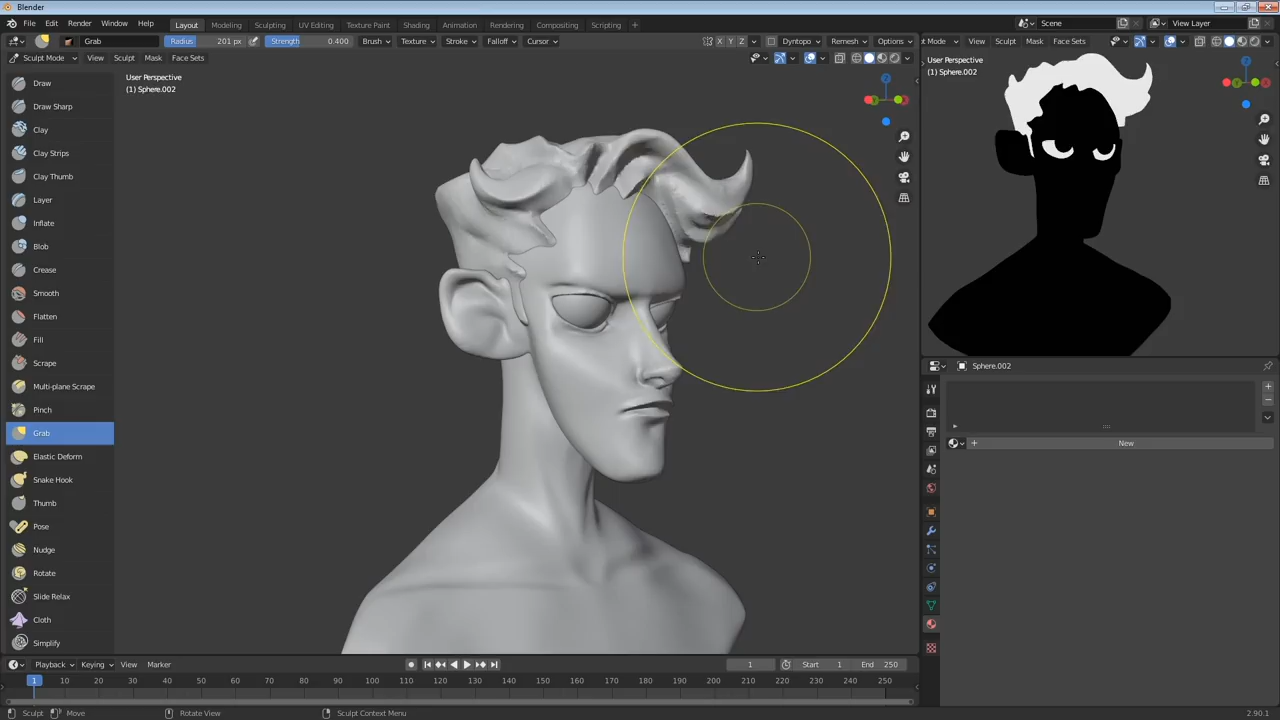 Blender
File Edit Render Window Help Layout Modeling Sculpting UV Editing Texture Paint Shading Animation Rendering Compositing Scripting + Scene View Layer
Grab Radius 201 px Strength 0.400 Brush Texture Stroke Falloff Cursor X Y Z Dyntopo Remesh Options
Sculpt Mode View Sculpt Mask Face Sets
t Mode View Sculpt Mask Face Sets
User Perspective
(1) Sphere.002
User Perspective
(1) Sphere.002
Draw
Draw Sharp
Clay
Clay Strips
Clay Thumb
Layer
Inflate
Blob
Crease
Smooth
Flatten
Fill
Scrape
Multi-plane Scrape
Pinch
Grab
Elastic Deform
Snake Hook
Thumb
Pose
Nudge
Rotate
Slide Relax
Cloth
Simplify
Z
Y
Z
Y
Sphere.002
New
Playback Keying View Marker 1 Start 1 End 250
1 10 20 30 40 50 60 70 80 90 100 110 120 130 140 150 160 170 180 190 200 210 220 230 240 250
Sculpt Move Rotate View Sculpt Context Menu 2.90.1